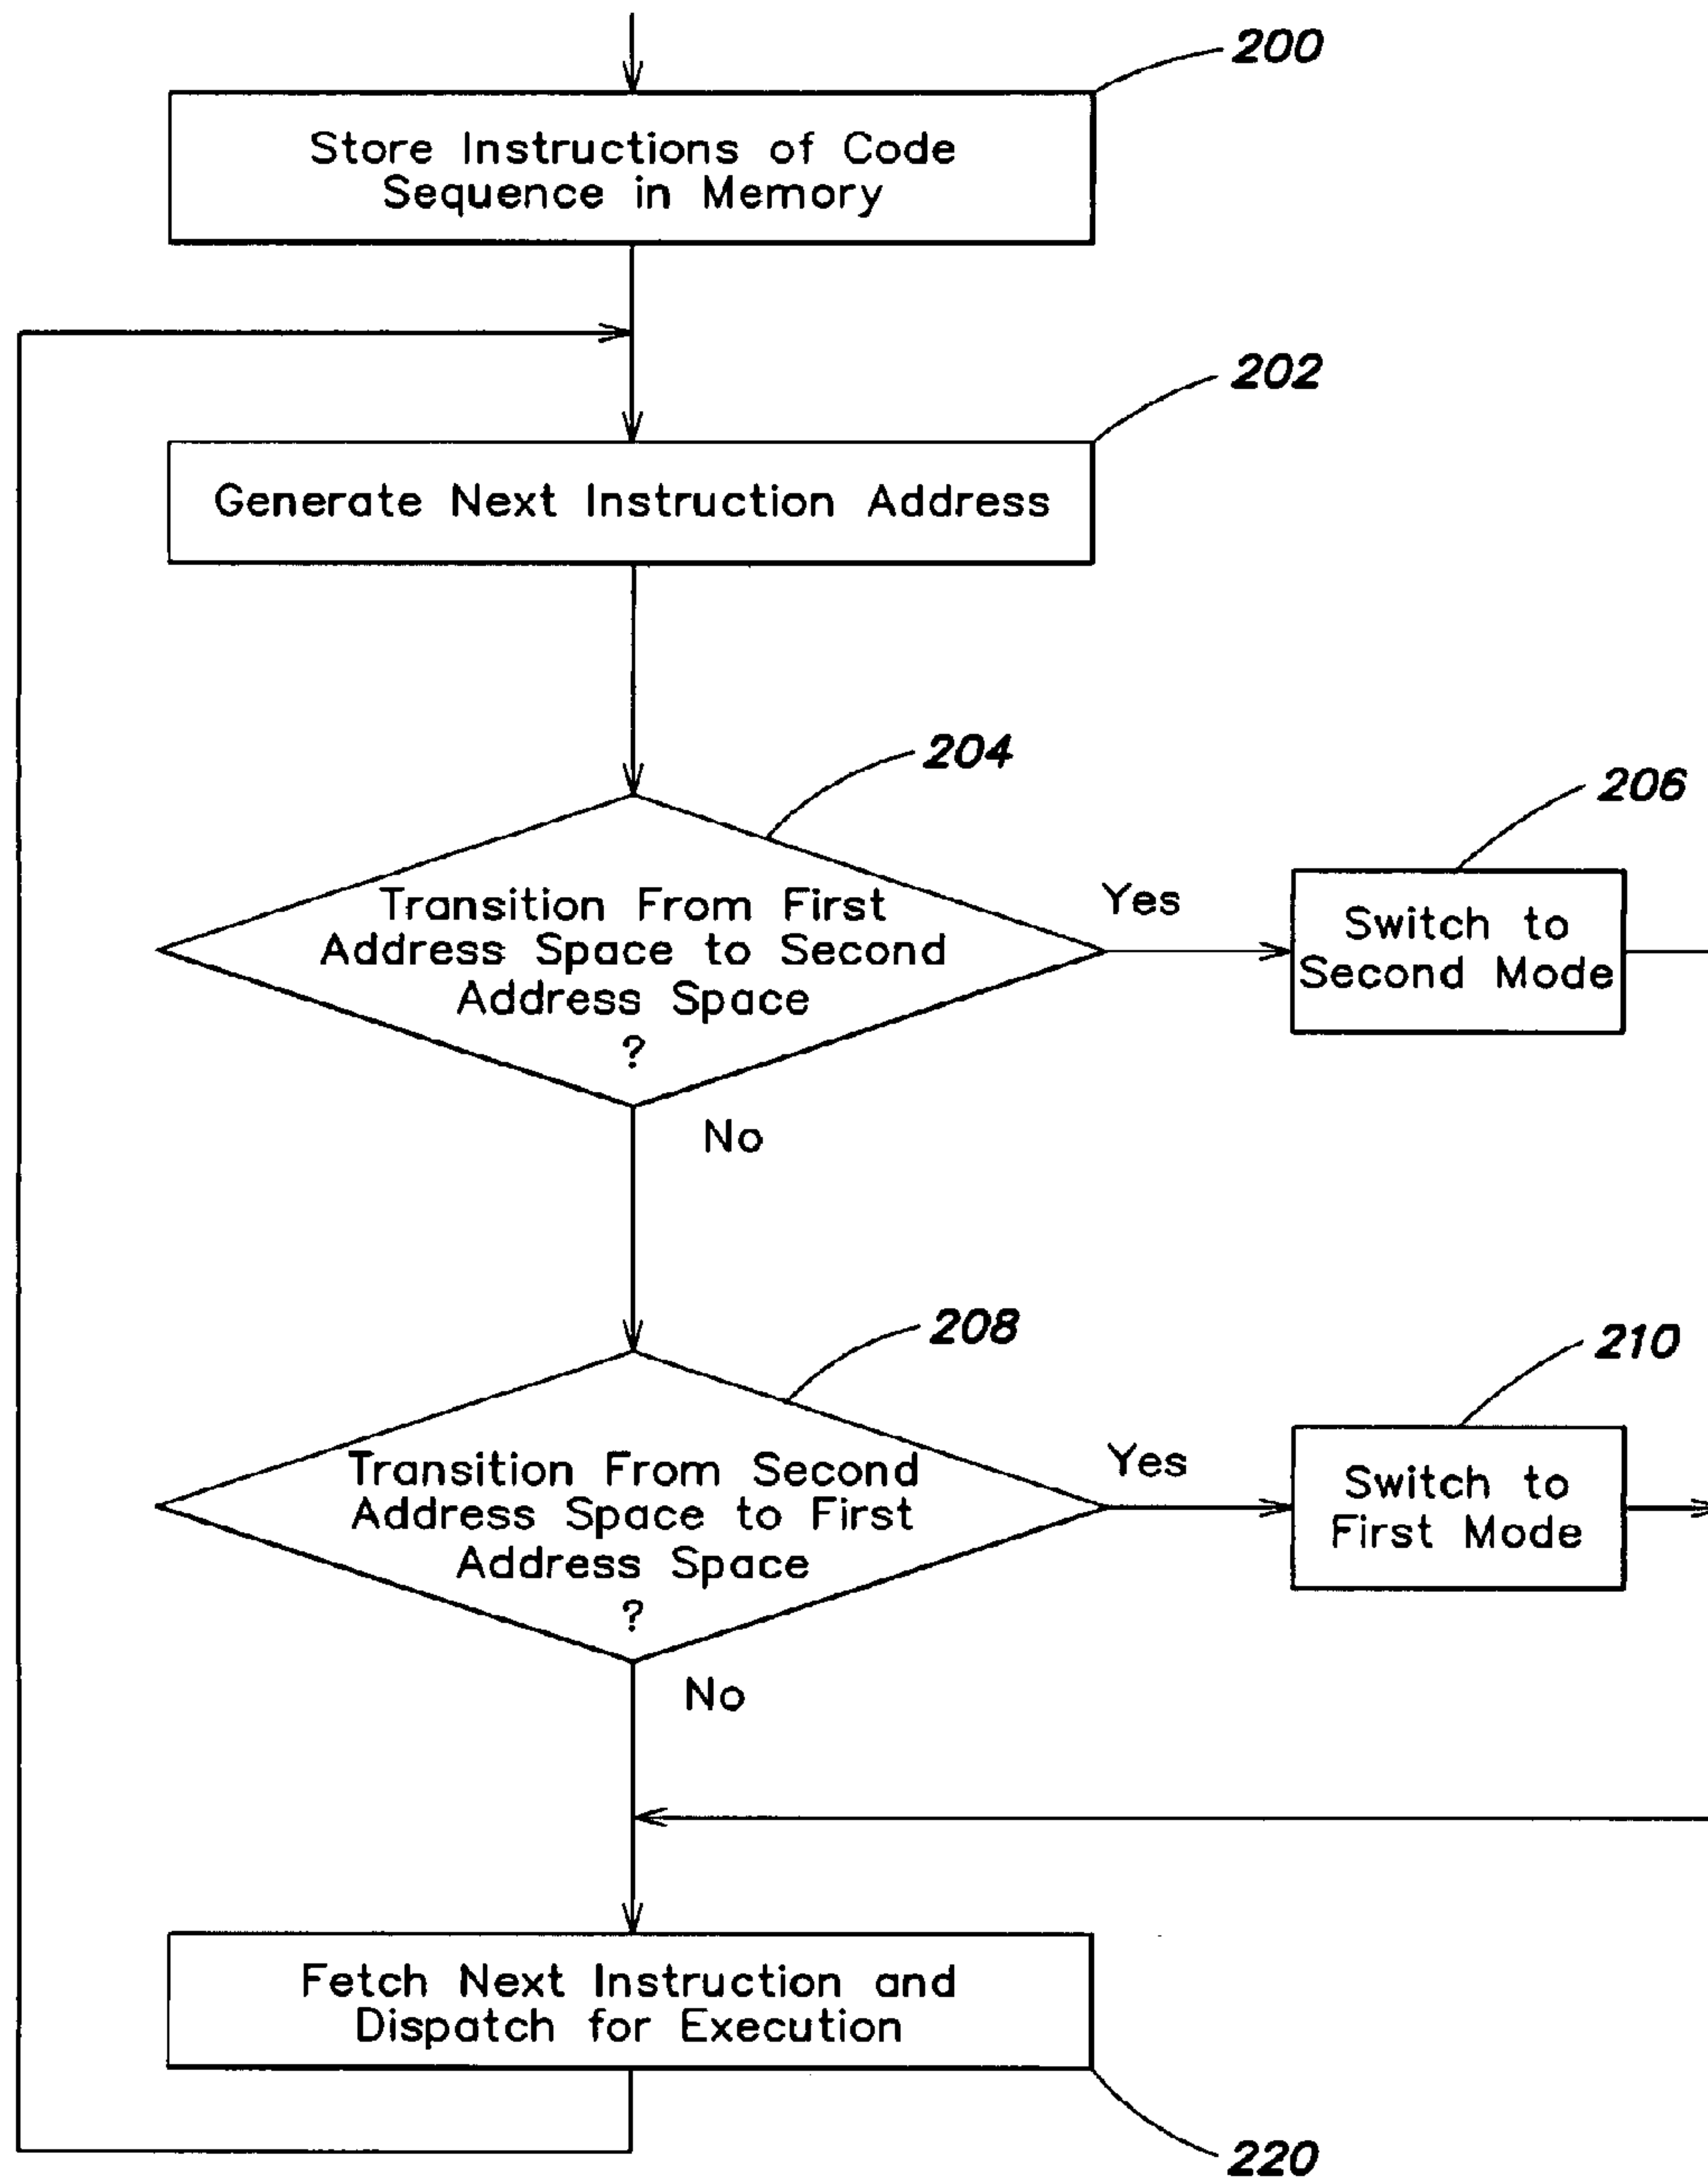 200
Store Instructions of Code
Sequence in Memory
202
Generate Next Instruction Address
204
206
Transition From First
Address Space to Second
Address Space
?
Yes
Switch to
Second Mode
No
208
210
Transition From Second
Address Space to First
Address Space
?
Yes
Switch to
First Mode
No
Fetch Next Instruction and
Dispatch for Execution
220